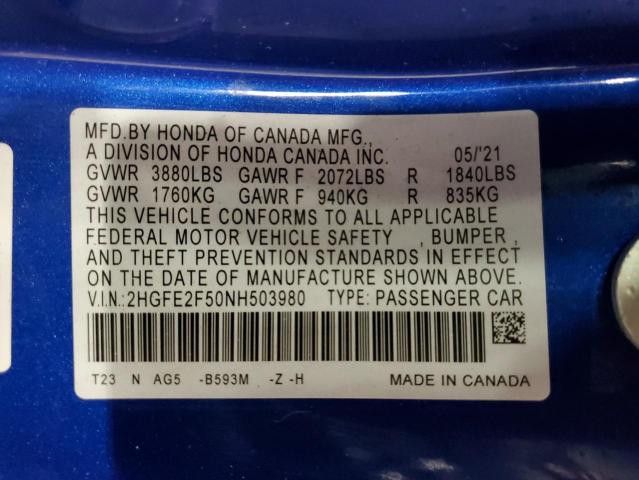 MFD.BY HONDA OF CANADA MFG.,
A DIVISION OF HONDA CANADA INC. 05/'21
GVWR 3880LBS GAWR F 2072LBS R 1840LBS
GVWR 1760KG GAWR F 940KG R 835KG
THIS VEHICLE CONFORMS TO ALL APPLICABLE
FEDERAL MOTOR VEHICLE SAFETY , BUMPER ,
AND THEFT PREVENTION STANDARDS IN EFFECT
ON THE DATE OF MANUFACTURE SHOWN ABOVE.
V.I.N.:2HGFE2F50NH503980 TYPE: PASSENGER CAR
T23 N AG5 -B593M -Z -H MADE IN CANADA